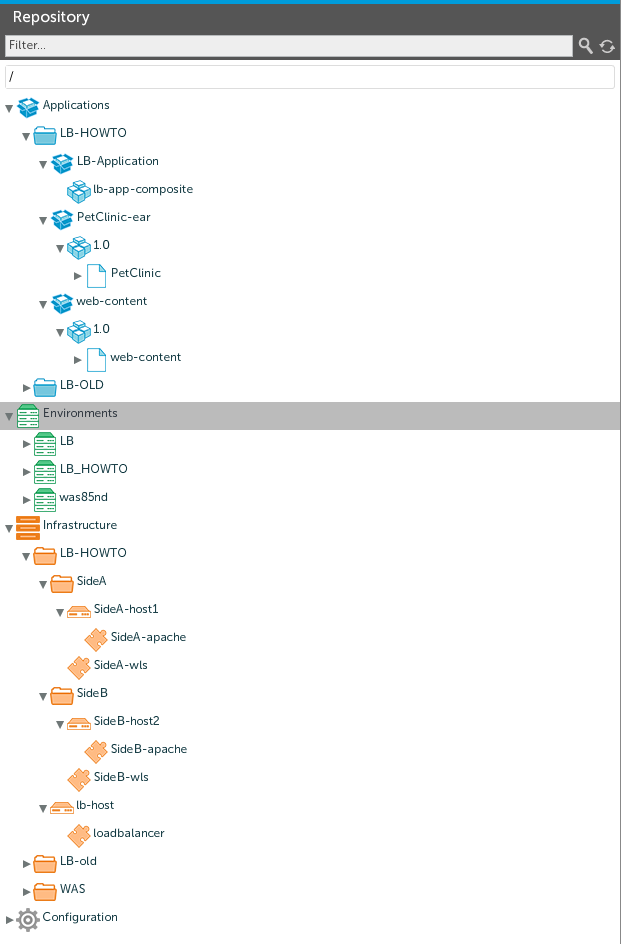 Repository
Filter...
/
Applications
LB-HOWTO
LB-Application
lb-app-composite
PetClinic-ear
1.0
PetClinic
web-content
1.0
web-content
LB-OLD
Environments
LB
LB_HOWTO
was85nd
Infrastructure
LB-HOWTO
SideA
SideA-host1
SideA-apache
SideA-wls
SideB
SideB-host2
SideB-apache
SideB-wls
lb-host
loadbalancer
LB-old
WAS
Configuration